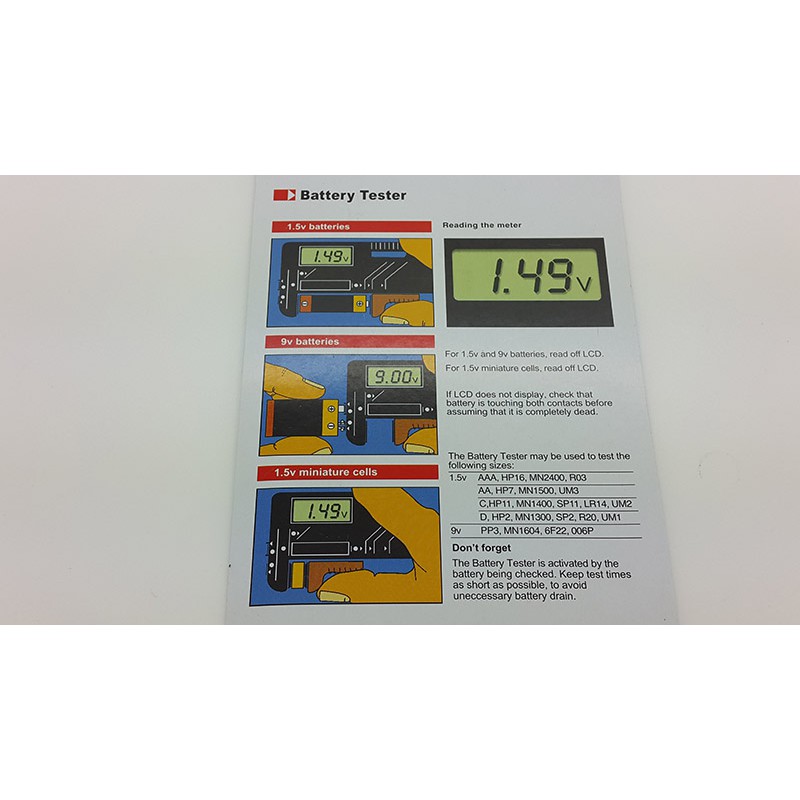 Battery Tester
1.5v batteries
1.49v
9v batteries
9.00v
1.5v miniature cells
1.49v
Reading the meter
1.49v
For 1.5v and 9v batteries, read off LCD.
For 1.5v miniature cells, read off LCD.
If LCD does not display, check that
battery is touching both contacts before
assuming that it is completely dead.
The Battery Tester may be used to test the
following sizes:
1.5v AAA, HP16, MN2400, R03
AA, HP7, MN1500, UM3
C,HP11, MN1400, SP11, LR14, UM2
D, HP2, MN1300, SP2, R20, UM1
9v PP3, MN1604, 6F22, 006P
Don't forget
The Battery Tester is activated by the
battery being checked. Keep test times
as short as possible, to avoid
uneccessary battery drain.